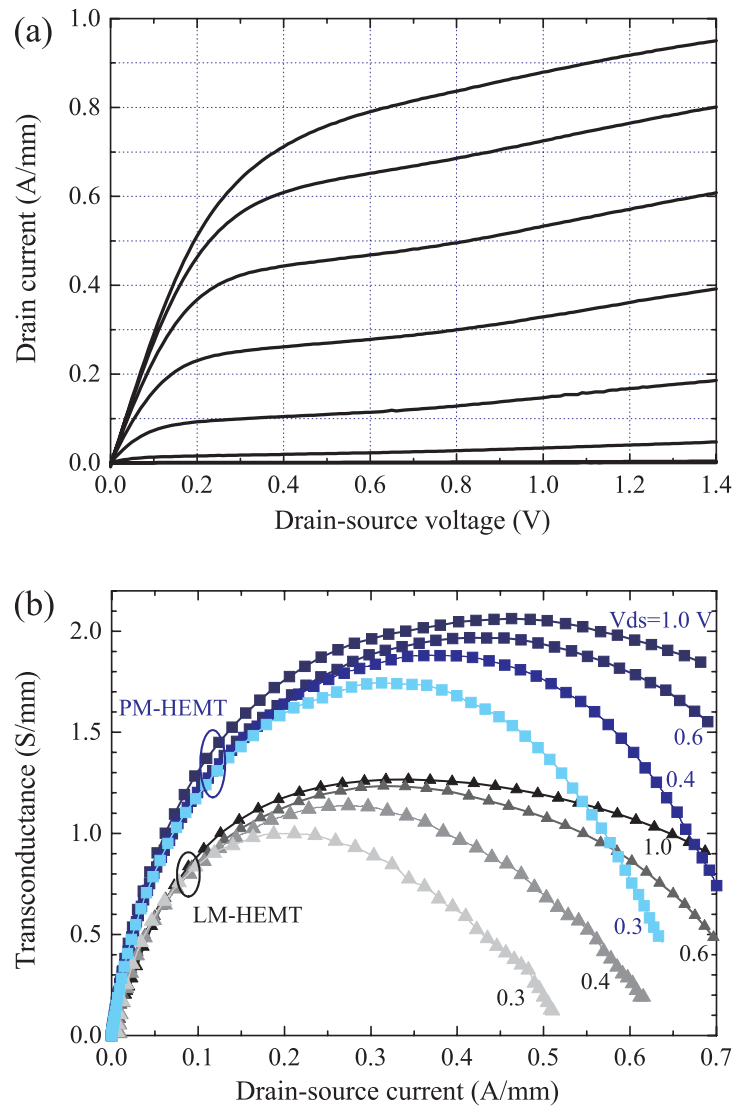 (a)
1.0
0.8
0.6
0.4
0.2
0.0
Drain current (A/mm)
0.0 0.2 0.4 0.6 0.8 1.0 1.2 1.4
Drain-source voltage (V)
(b)
2.0
1.5
1.0
0.5
0.0
Transconductance (S/mm)
Vds=1.0 V
PM-HEMT
0.6
0.4
1.0
LM-HEMT
0.3
0.6
0.4
0.3
0.0 0.1 0.2 0.3 0.4 0.5 0.6 0.7
Drain-source current (A/mm)